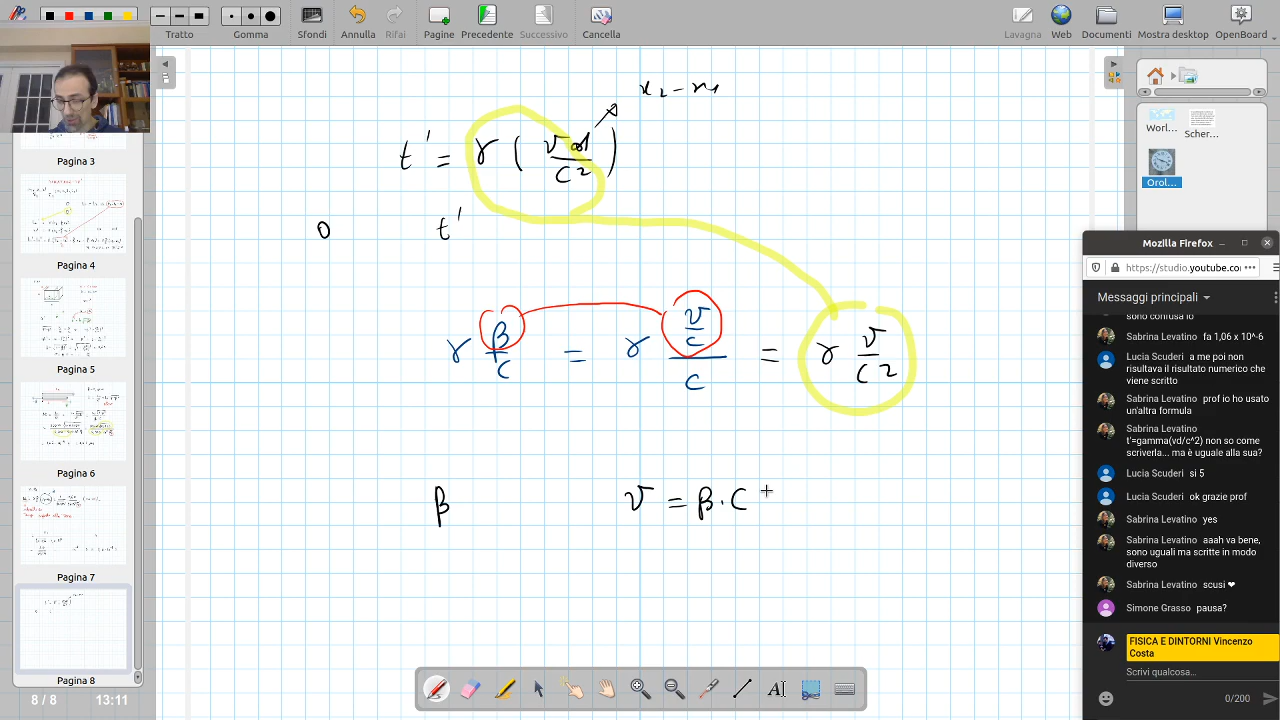 Tratto
Gomma
Sfondi
Annulla
Rifai
Pagine
Precedente
Successivo
Cancella
Lavagna
Web
Documenti
Mostra desktop
OpenBoard
Pagina 3
Pagina 4
Pagina 5
Pagina 6
Pagina 7
Pagina 8
8 / 8
13:11
x₂ - x₁
t' = γ ( vd/c² )
0 t'
γ β/c = γ (v/c)/c = γ v/c²
β v = β · c
Worl...
Scher...
Orol...
Mozilla Firefox
https://studio.youtube.co
Messaggi principali
sono confusa io
Sabrina Levatino fa 1,06 x 10^-6
Lucia Scuderi a me poi non
risultava il risultato numerico che
viene scritto
Sabrina Levatino prof io ho usato
un'altra formula
Sabrina Levatino
t'=gamma(vd/c^2) non so come
scriverla... ma è uguale alla sua?
Lucia Scuderi si 5
Lucia Scuderi ok grazie prof
Sabrina Levatino yes
Sabrina Levatino aaah va bene,
sono uguali ma scritte in modo
diverso
Sabrina Levatino scusi ❤
Simone Grasso pausa?
FISICA E DINTORNI Vincenzo
Costa
Scrivi qualcosa...
0/200